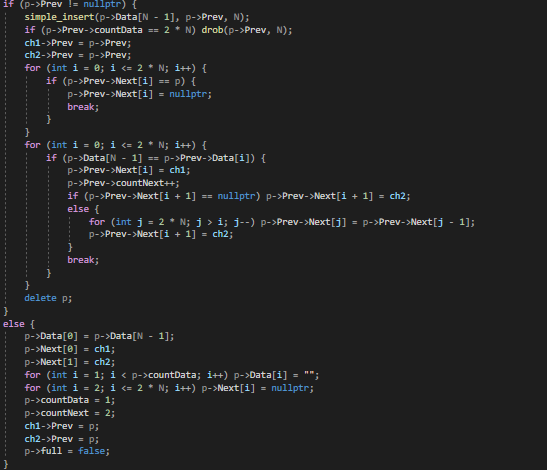 if (p->Prev != nullptr) {
simple_insert(p->Data[N - 1], p->Prev, N);
if (p->Prev->countData == 2 * N) drob(p->Prev, N);
ch1->Prev = p->Prev;
ch2->Prev = p->Prev;
for (int i = 0; i <= 2 * N; i++) {
if (p->Prev->Next[i] == p) {
p->Prev->Next[i] = nullptr;
break;
}
}
for (int i = 0; i <= 2 * N; i++) {
if (p->Data[N - 1] == p->Prev->Data[i]) {
p->Prev->Next[i] = ch1;
p->Prev->countNext++;
if (p->Prev->Next[i + 1] == nullptr) p->Prev->Next[i + 1] = ch2;
else {
for (int j = 2 * N; j > i; j--) p->Prev->Next[j] = p->Prev->Next[j - 1];
p->Prev->Next[i + 1] = ch2;
}
break;
}
}
delete p;
}
else {
p->Data[0] = p->Data[N - 1];
p->Next[0] = ch1;
p->Next[1] = ch2;
for (int i = 1; i < p->countData; i++) p->Data[i] = "";
for (int i = 2; i <= 2 * N; i++) p->Next[i] = nullptr;
p->countData = 1;
p->countNext = 2;
ch1->Prev = p;
ch2->Prev = p;
p->full = false;
}